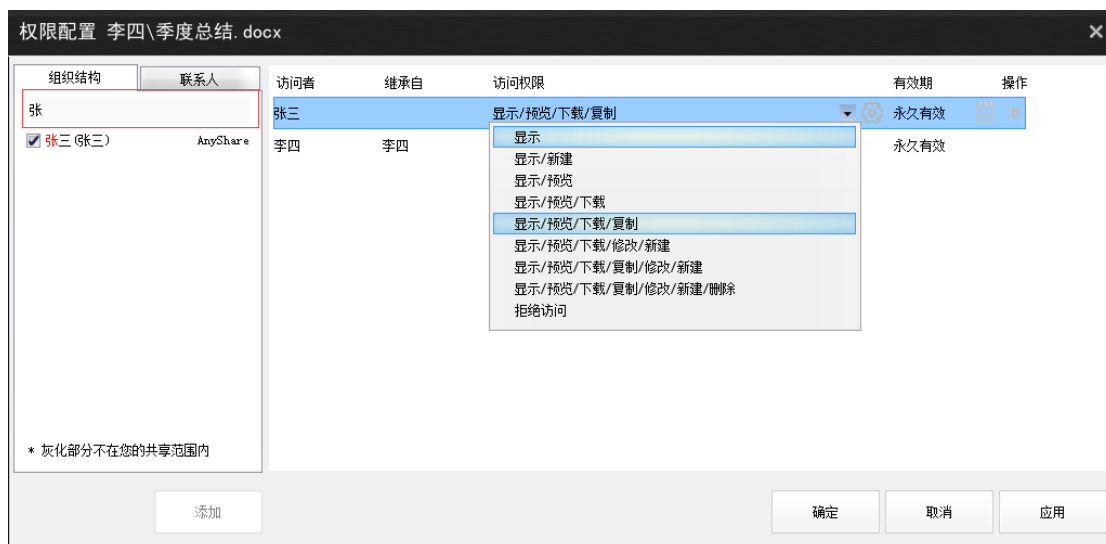 权限配置 李四\季度总结.docx
组织结构 联系人
张
张三(张三) AnyShare
* 灰化部分不在您的共享范围内
添加
访问者 继承自 访问权限 有效期 操作
张三 显示/预览/下载/复制 永久有效
李四 李四 永久有效
显示
显示/新建
显示/预览
显示/预览/下载
显示/预览/下载/复制
显示/预览/下载/修改/新建
显示/预览/下载/复制/修改/新建
显示/预览/下载/复制/修改/新建/删除
拒绝访问
确定 取消 应用